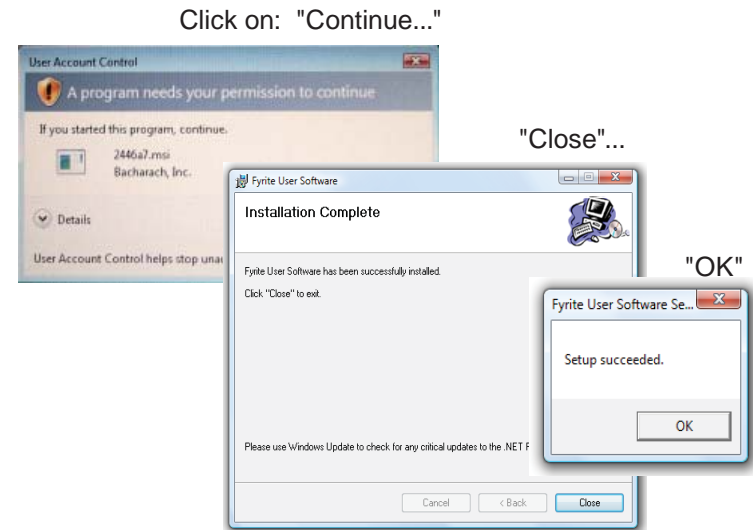 Click on: "Continue..."
User Account Control
A program needs your permission to continue
If you started this program, continue.
2446a7.msi
Bacharach, Inc.
Details
User Account Control helps stop
"Close"...
Fyrite User Software
Installation Complete
Fyrite User Software has been successfully installed.
Click "Close" to exit.
Please use Windows Update to check for any critical updates to the .NET
Cancel
< Back
Close
"OK"
Fyrite User Software Se...
Setup succeeded.
OK